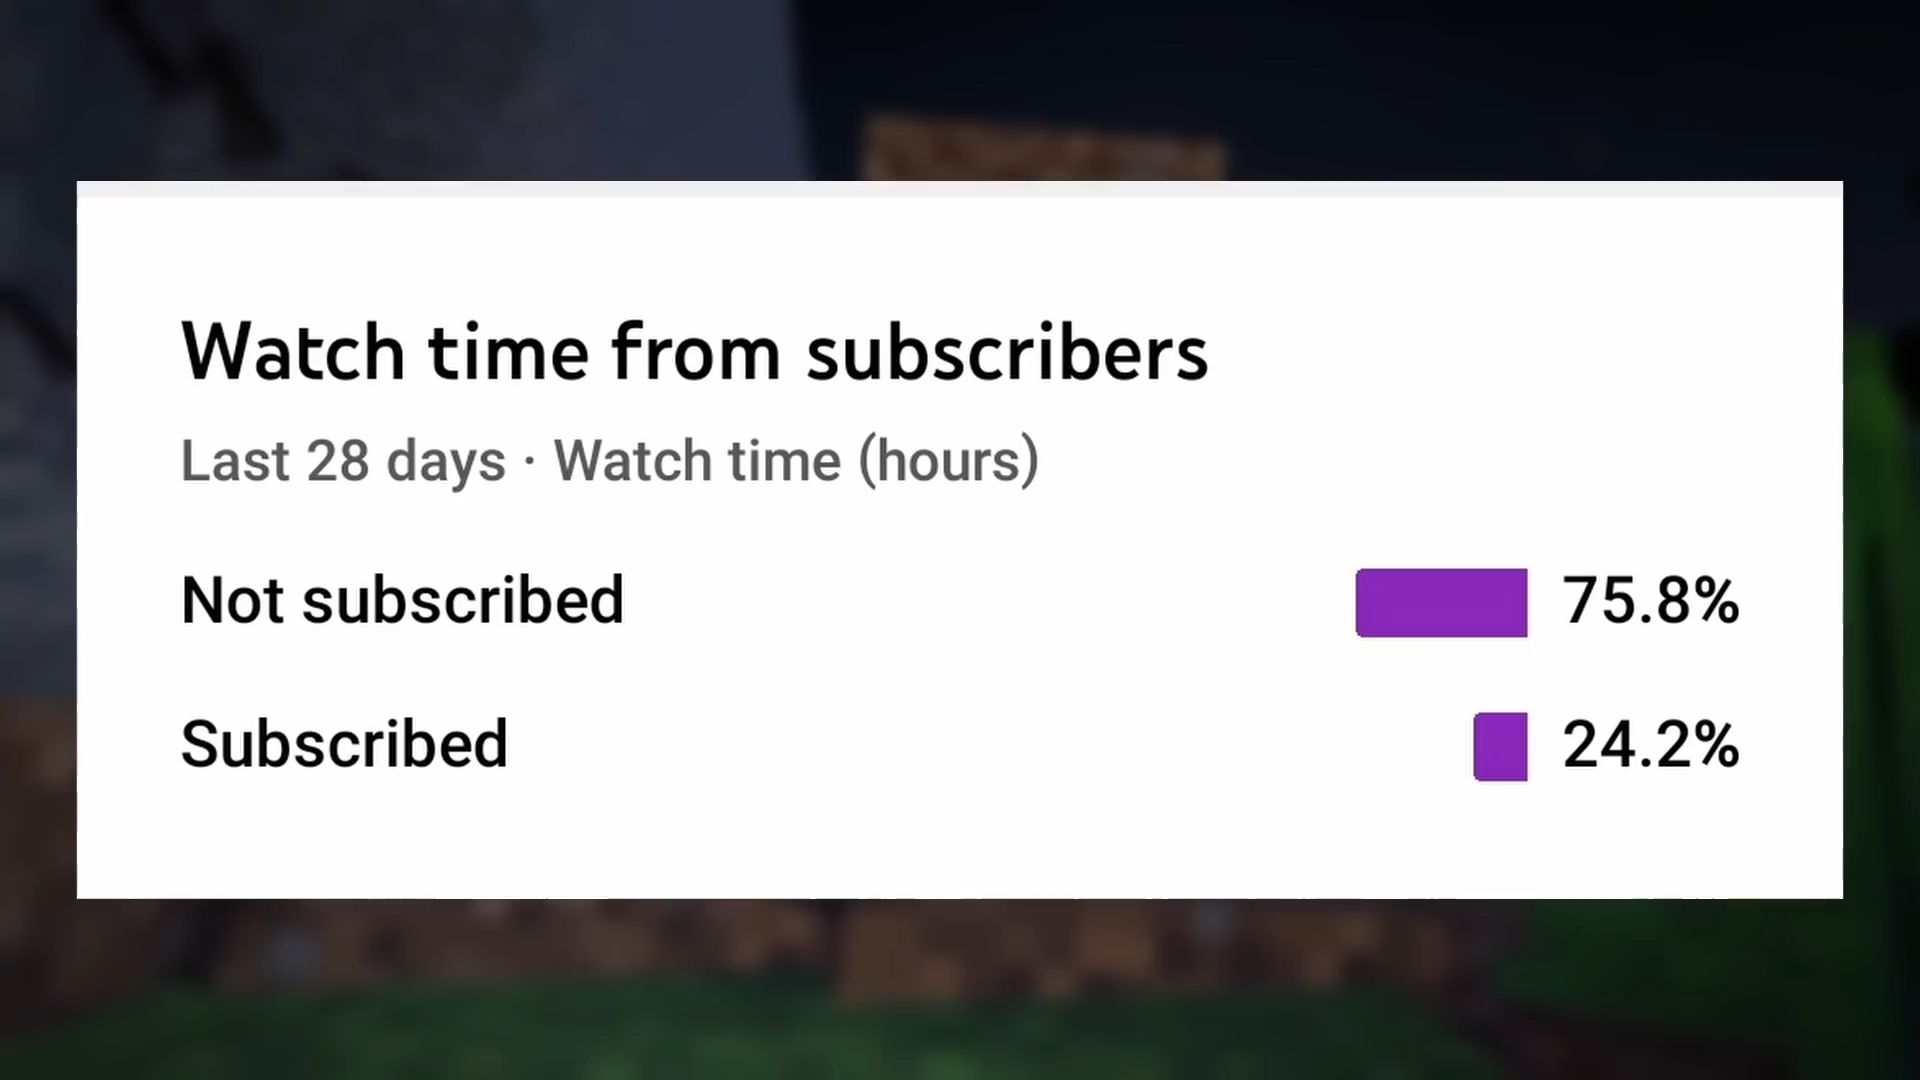 Watch time from subscribers
Last 28 days · Watch time (hours)
Not subscribed 75.8%
Subscribed 24.2%